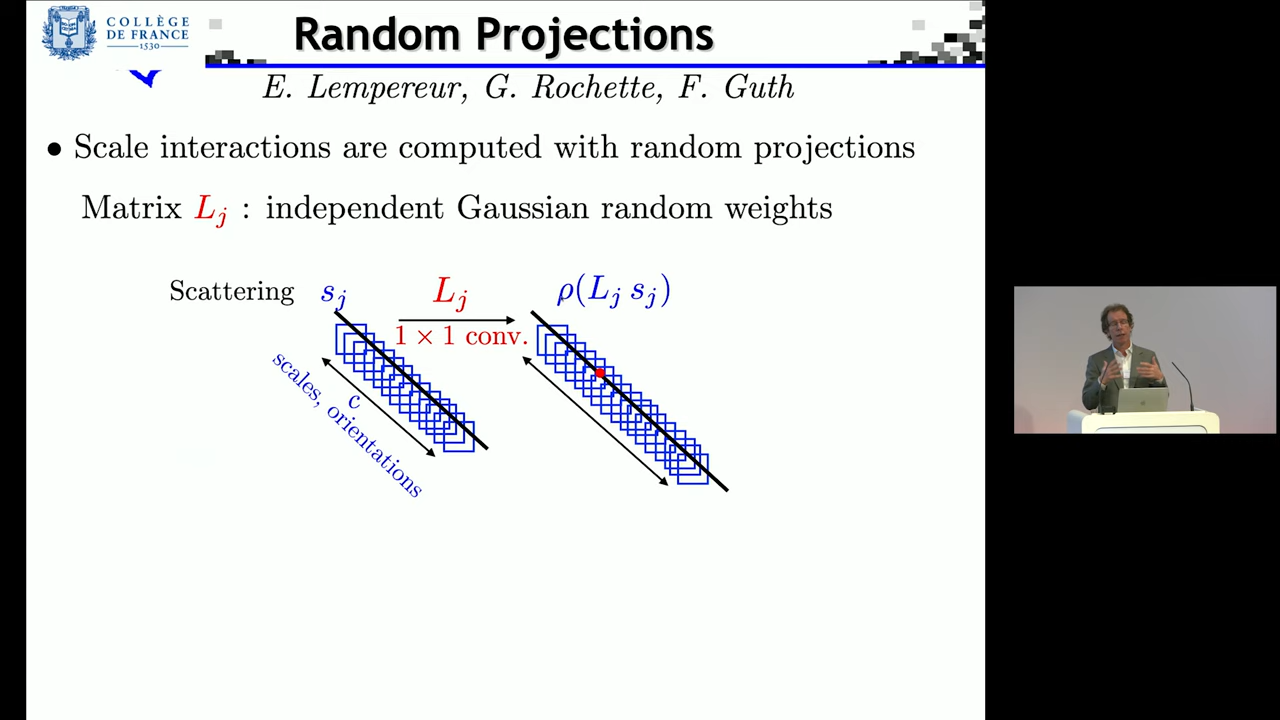 COLLÈGE
DE FRANCE
1530
Random Projections
E. Lempereur, G. Rochette, F. Guth
• Scale interactions are computed with random projections
Matrix L_j : independent Gaussian random weights
Scattering s_j
L_j
1 × 1 conv.
ρ(L_j s_j)
c
scales, orientations